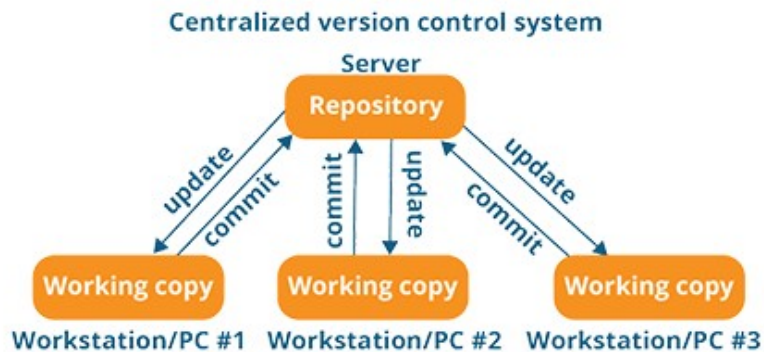 Centralized version control system
Server
Repository
update
commit
commit
update
update
commit
Working copy
Working copy
Working copy
Workstation/PC #1
Workstation/PC #2
Workstation/PC #3